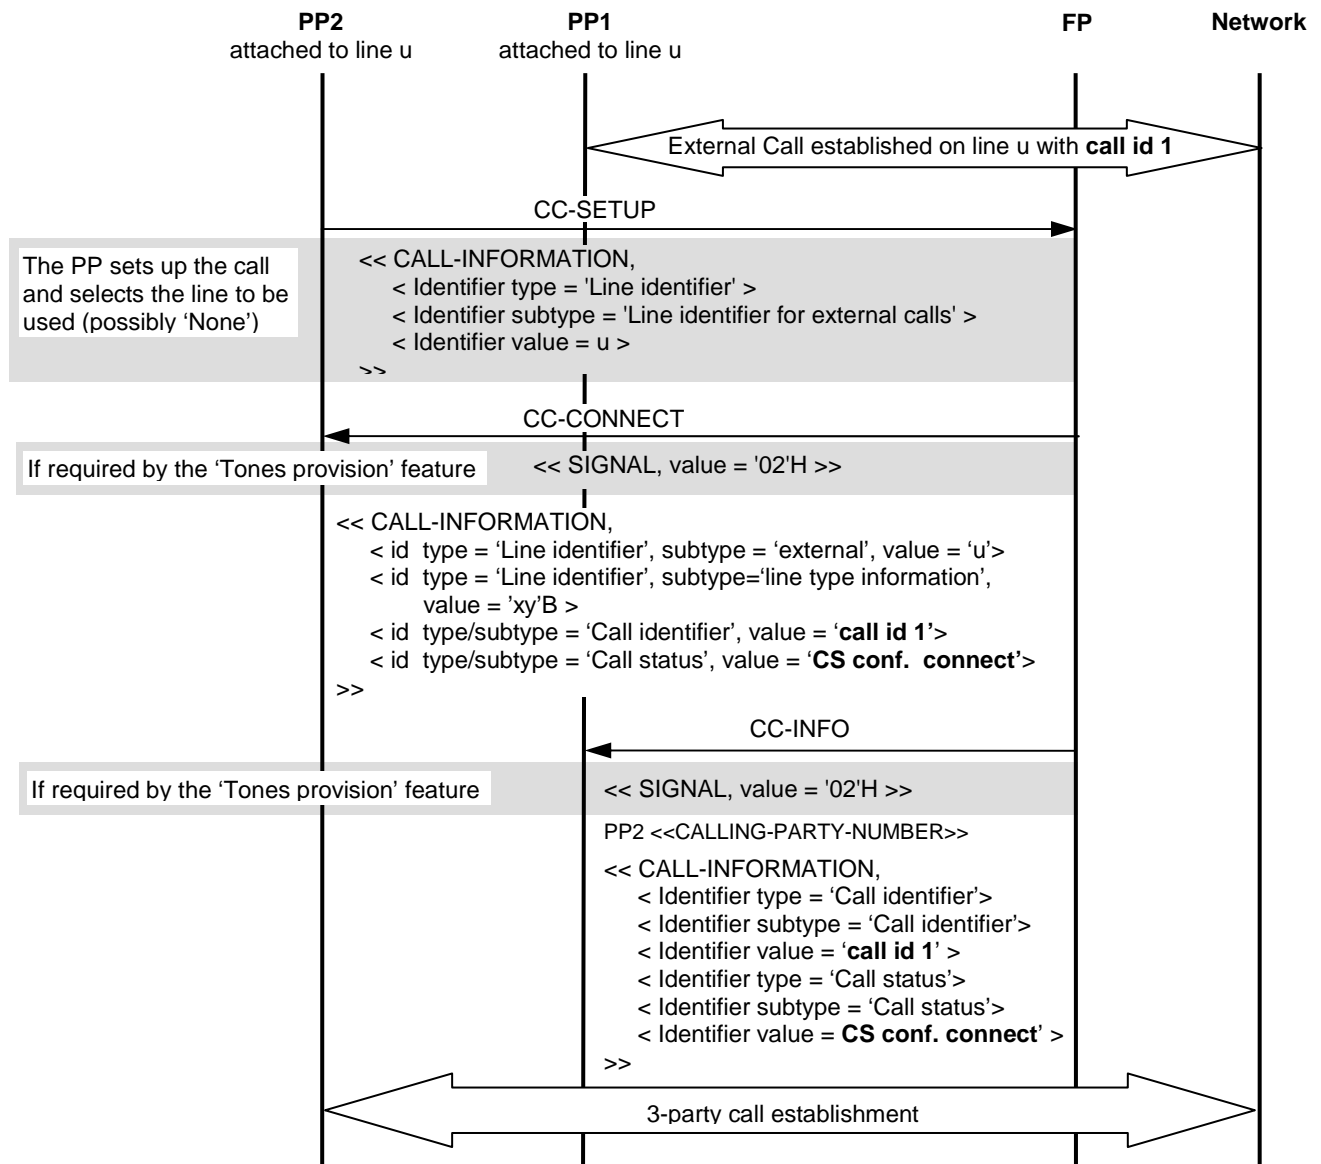 PP2
attached to line u
PP1
attached to line u
FP
Network
External Call established on line u with call id 1
CC-SETUP
The PP sets up the call
and selects the line to be
used (possibly ‘None’)
<< CALL-INFORMATION,
< Identifier type = 'Line identifier' >
< Identifier subtype = 'Line identifier for external calls' >
< Identifier value = u >
>>
CC-CONNECT
If required by the ‘Tones provision’ feature
<< SIGNAL, value = '02'H >>
<< CALL-INFORMATION,
< id type = ‘Line identifier’, subtype = ‘external’, value = ‘u’>
< id type = ‘Line identifier’, subtype=‘line type information’,
value = ’xy’B >
< id type/subtype = ‘Call identifier’, value = ‘call id 1’>
< id type/subtype = ‘Call status’, value = ‘CS conf. connect’>
>>
CC-INFO
If required by the ‘Tones provision’ feature
<< SIGNAL, value = '02'H >>
PP2 <<CALLING-PARTY-NUMBER>>
<< CALL-INFORMATION,
< Identifier type = ‘Call identifier’>
< Identifier subtype = ‘Call identifier’>
< Identifier value = ‘call id 1’ >
< Identifier type = ‘Call status’>
< Identifier subtype = ‘Call status’>
< Identifier value = CS conf. connect’ >
>>
3-party call establishment